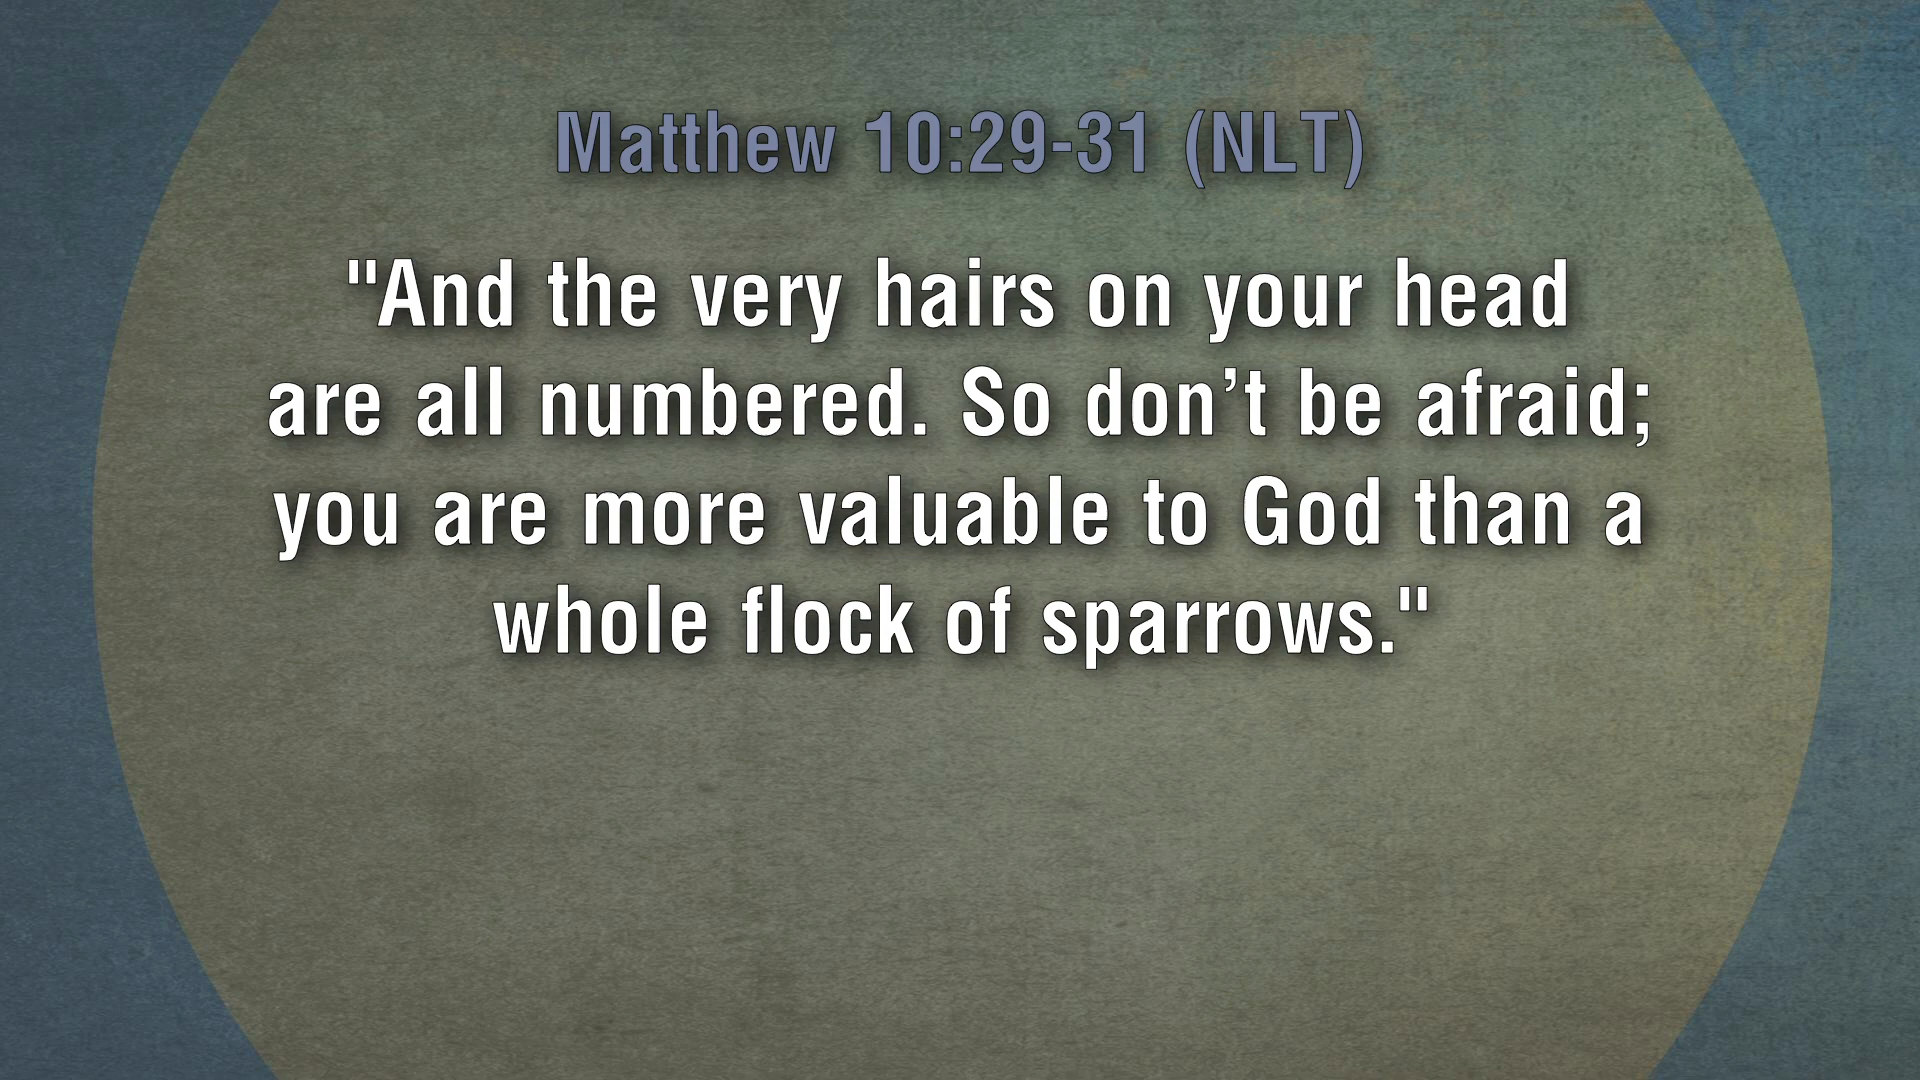 Matthew 10:29-31 (NLT)
"And the very hairs on your head
are all numbered. So don’t be afraid;
you are more valuable to God than a
whole flock of sparrows."